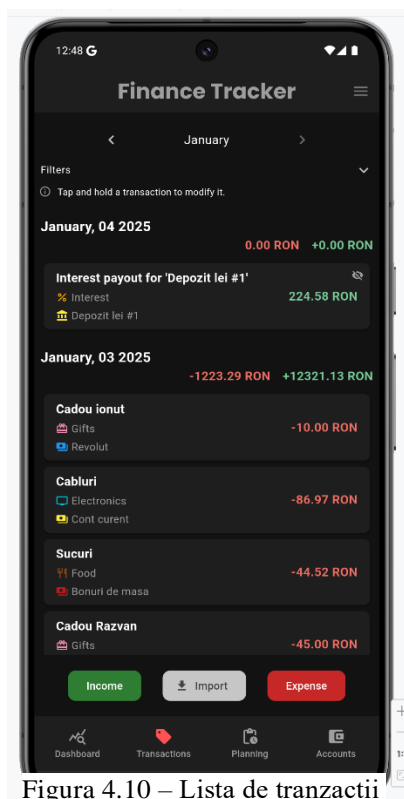 12:48 G
Finance Tracker
January
Filters
Tap and hold a transaction to modify it.
January, 04 2025
0.00 RON +0.00 RON
Interest payout for 'Depozit lei #1'
Interest
224.58 RON
Depozit lei #1
January, 03 2025
-1223.29 RON +12321.13 RON
Cadou ionut
Gifts
-10.00 RON
Revolut
Cabluri
Electronics
-86.97 RON
Cont curent
Sucuri
Food
-44.52 RON
Bonuri de masa
Cadou Razvan
Gifts
-45.00 RON
Income Import Expense
Dashboard Transactions Planning Accounts
Figura 4.10 – Lista de tranzactii